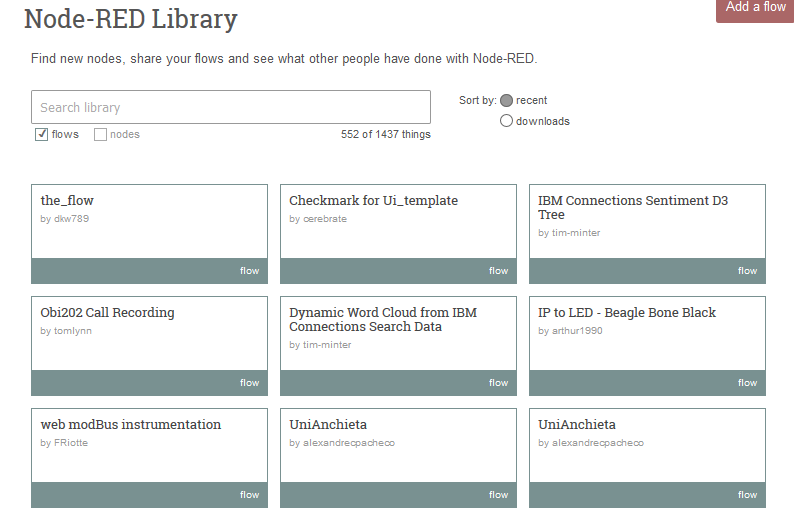 Node-RED Library
Add a flow
Find new nodes, share your flows and see what other people have done with Node-RED.
Search library
Sort by: recent
downloads
flows nodes 552 of 1437 things
the_flow
by dkw789
flow
Checkmark for Ui_template
by cerebrate
flow
IBM Connections Sentiment D3
Tree
by tim-minter
flow
Obi202 Call Recording
by tomlynn
flow
Dynamic Word Cloud from IBM
Connections Search Data
by tim-minter
flow
IP to LED - Beagle Bone Black
by arthur1990
flow
web modBus instrumentation
by FRiotte
flow
UniAnchieta
by alexandrecpacheco
flow
UniAnchieta
by alexandrecpacheco
flow